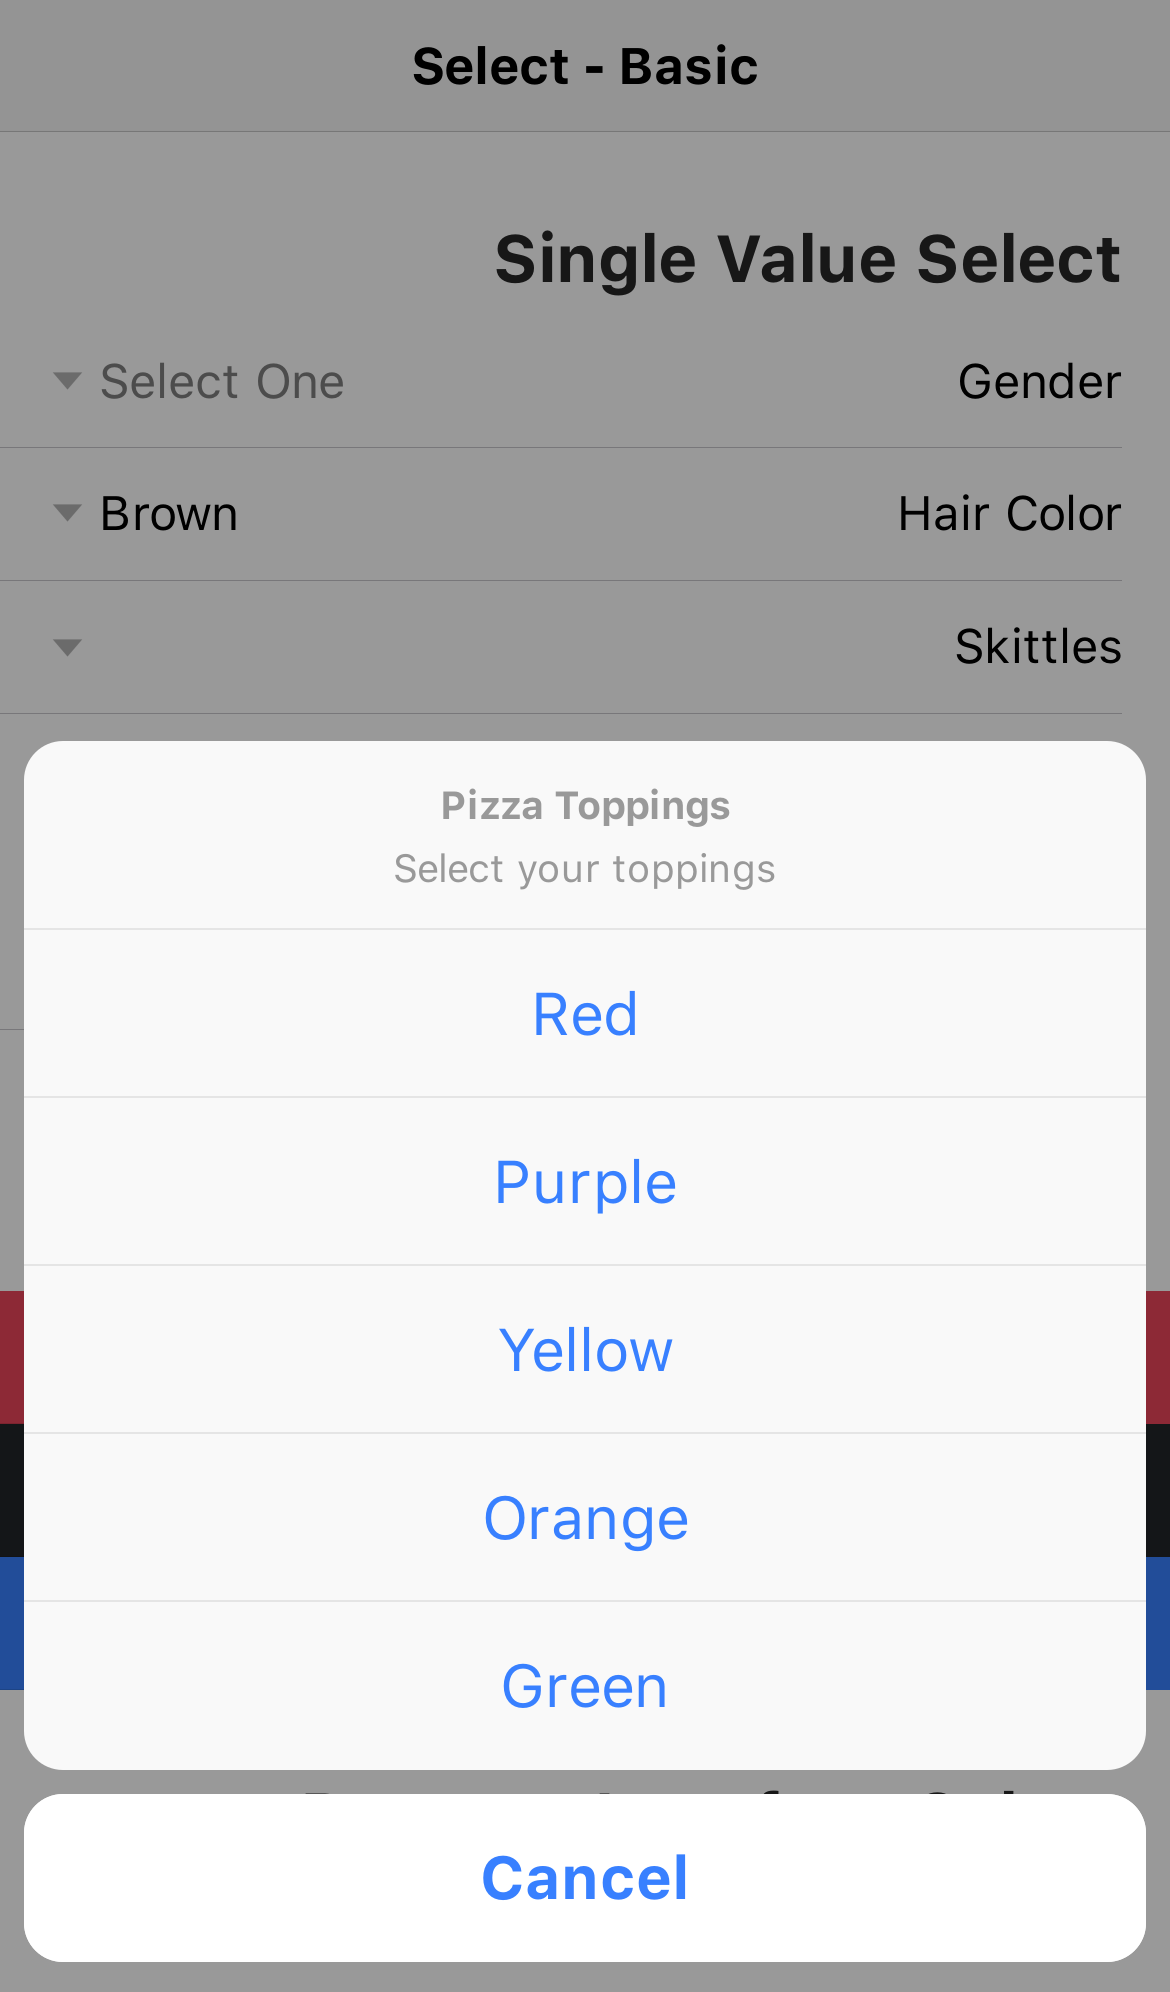 Select - Basic
Single Value Select
Select One Gender
Brown Hair Color
Skittles
Pizza Toppings
Select your toppings
Red
Purple
Yellow
Orange
Green
Cancel